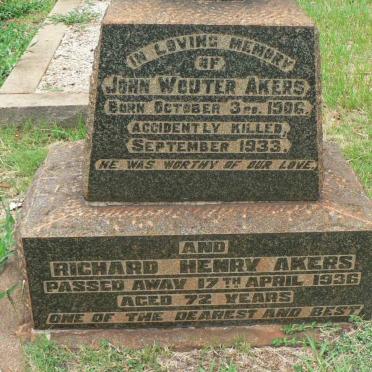 IN LOVING MEMORY
OF
JOHN WOUTER AKERS.
BORN OCTOBER 3RD. 1906.
ACCIDENTLY KILLED,
SEPTEMBER 1933.
HE WAS WORTHY OF OUR LOVE
AND
RICHARD HENRY AKERS
PASSED AWAY 17TH APRIL 1936
AGED 72 YEARS
ONE OF THE DEAREST AND BEST